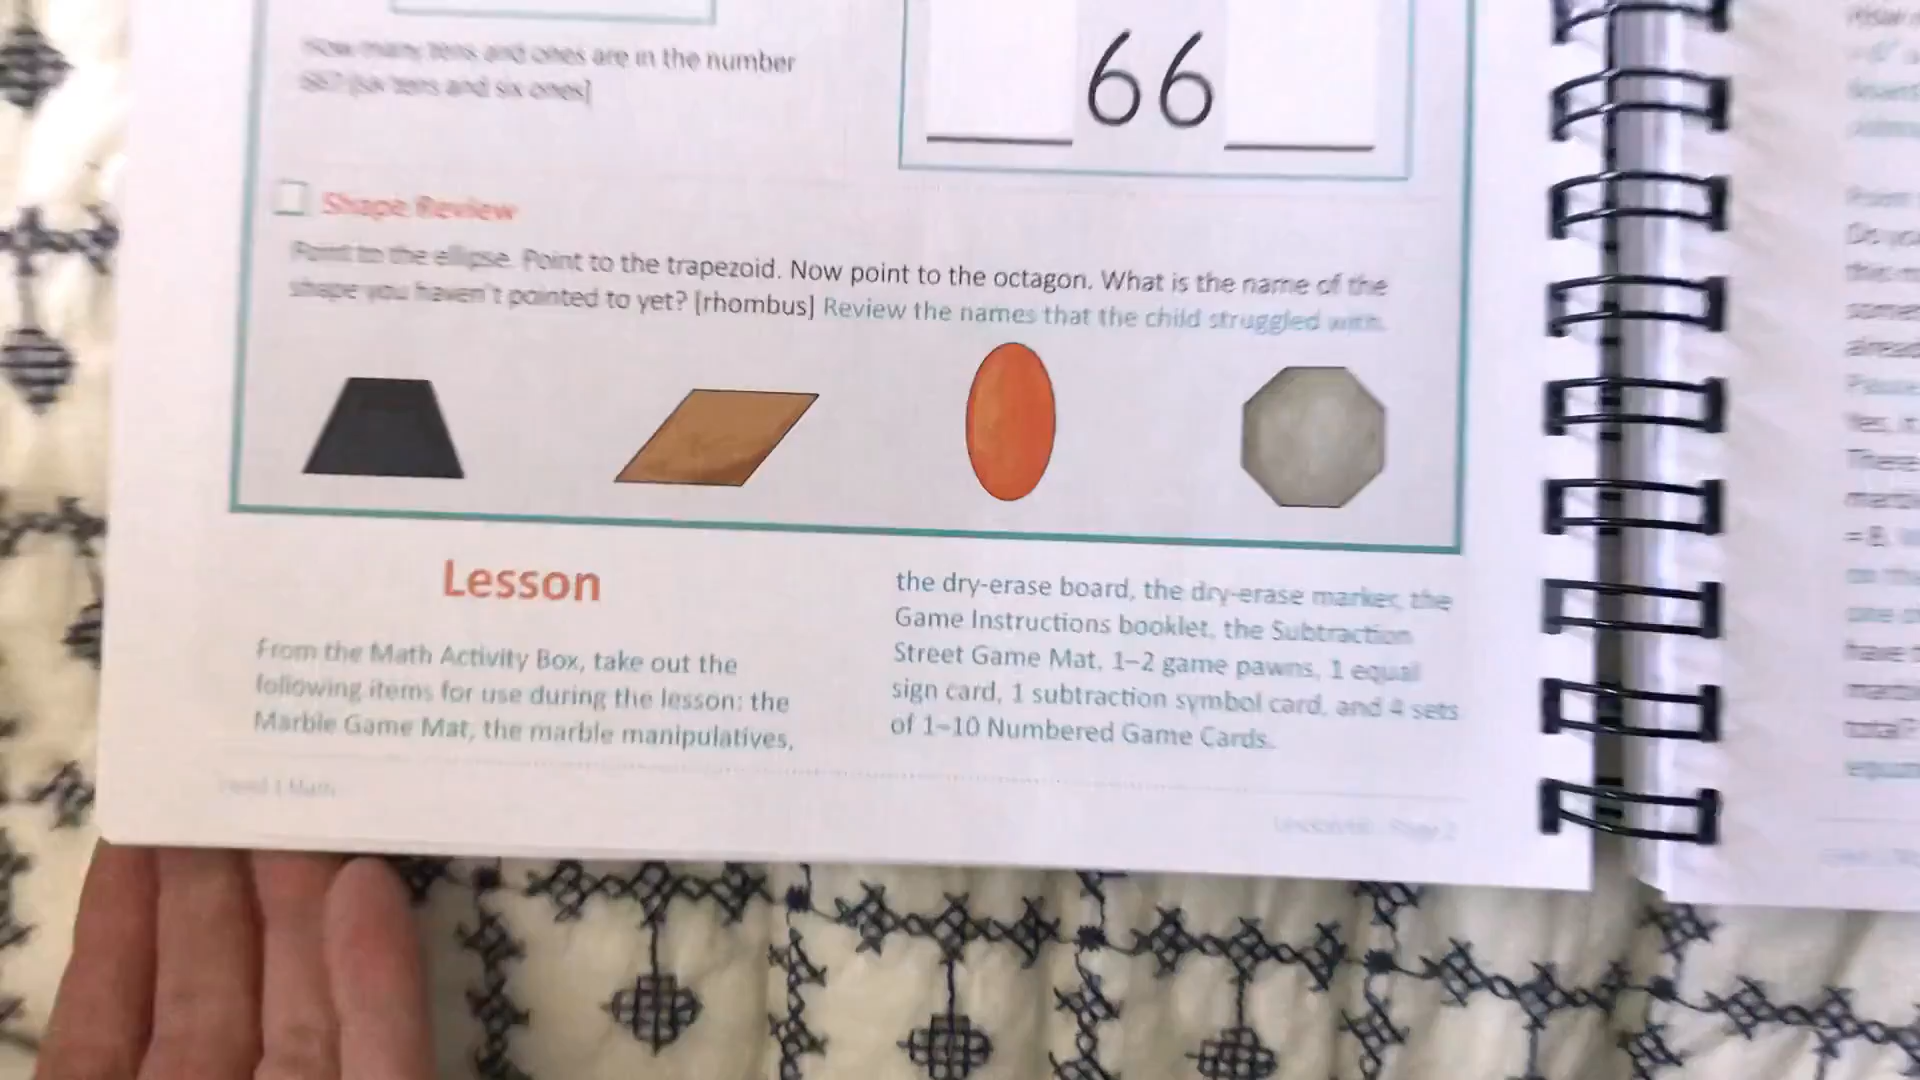 How many tens and ones are in the number
66? [six tens and six ones]
66
Shape Review
Point to the ellipse. Point to the trapezoid. Now point to the octagon. What is the name of the
shape you haven't pointed to yet? [rhombus] Review the names that the child struggled with.
Lesson
From the Math Activity Box, take out the
following items for use during the lesson: the
Marble Game Mat, the marble manipulatives,
the dry-erase board, the dry-erase marker, the
Game Instructions booklet, the Subtraction
Street Game Mat, 1–2 game pawns, 1 equal
sign card, 1 subtraction symbol card, and 4 sets
of 1–10 Numbered Game Cards.
Level 1 Math
Page 2